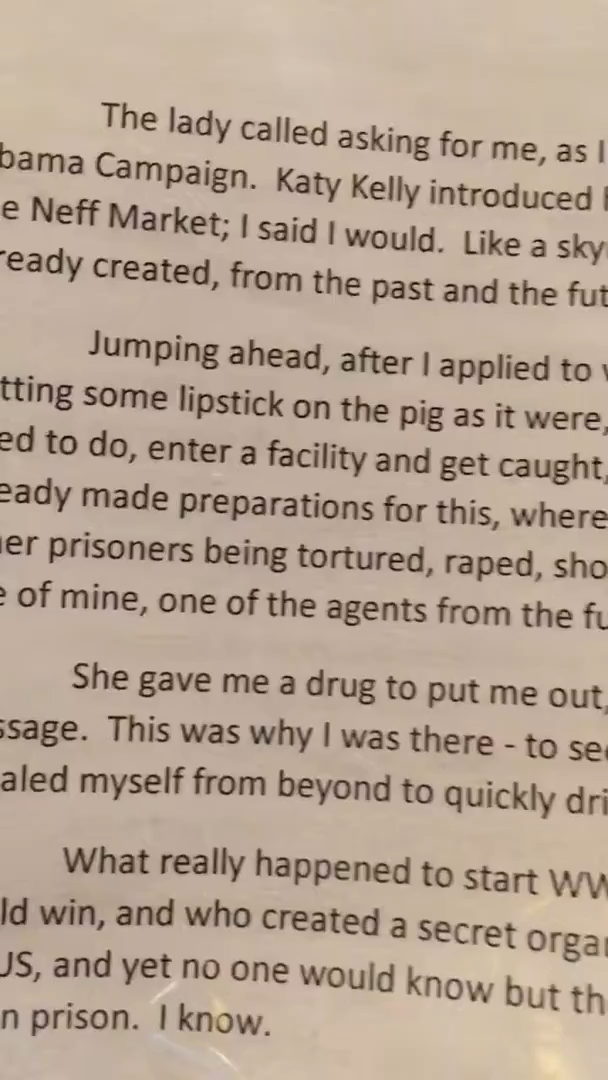 The lady called asking for me, as I
bama Campaign. Katy Kelly introduced
e Neff Market; I said I would. Like a sky
ready created, from the past and the fut
Jumping ahead, after I applied to
tting some lipstick on the pig as it were,
ed to do, enter a facility and get caught,
eady made preparations for this, where
er prisoners being tortured, raped, sho
e of mine, one of the agents from the fu
She gave me a drug to put me out,
ssage. This was why I was there - to see
aled myself from beyond to quickly dri
What really happened to start WW
ld win, and who created a secret organ
US, and yet no one would know but th
n prison. I know.